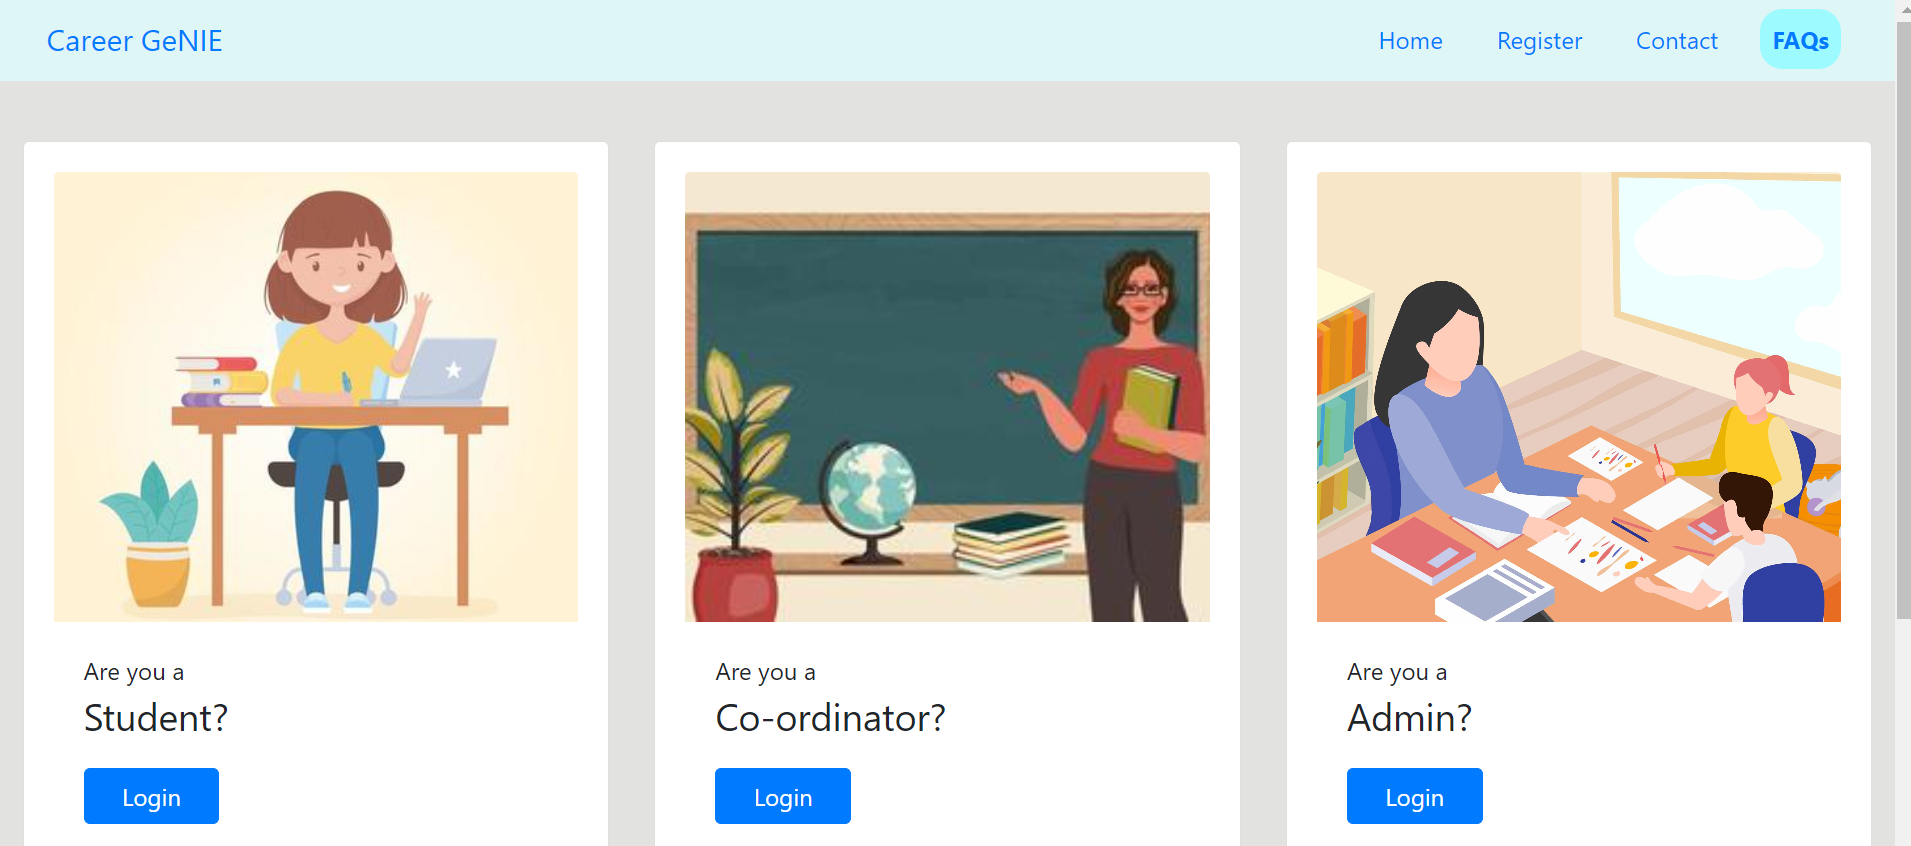 Career GeNIE
Home Register Contact FAQs
Are you a
Student?
Login
Are you a
Co-ordinator?
Login
Are you a
Admin?
Login